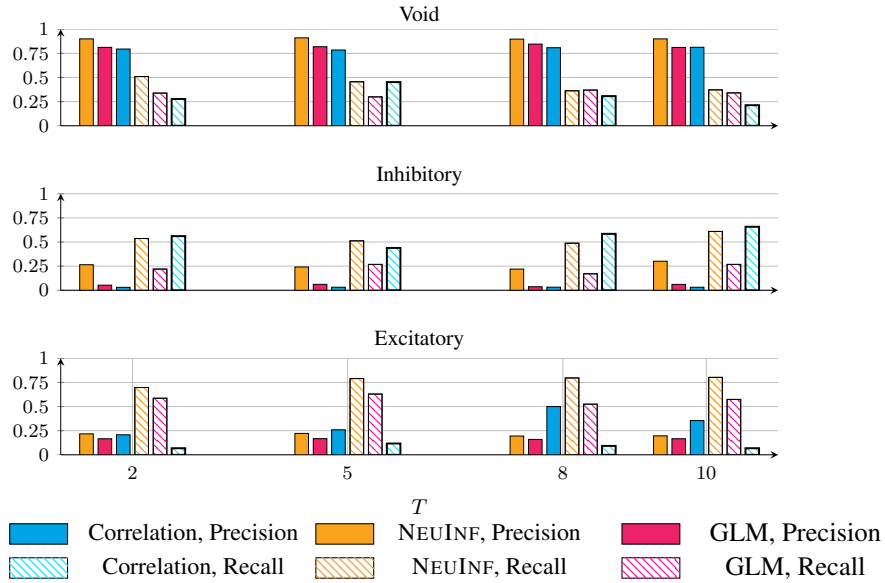 Void
1
0.75
0.5
0.25
0
Inhibitory
1
0.75
0.5
0.25
0
Excitatory
1
0.75
0.5
0.25
0
2 5 8 10
T
Correlation, Precision NEUINF, Precision GLM, Precision
Correlation, Recall NEUINF, Recall GLM, Recall